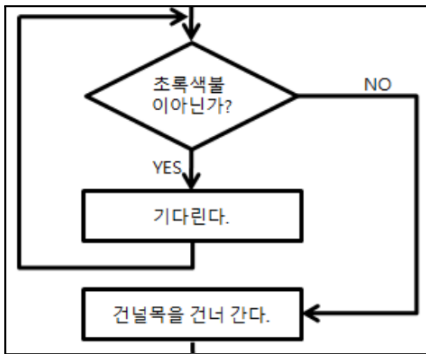 초록색불
이아닌가?
NO
YES
기다린다.
건널목을 건너 간다.